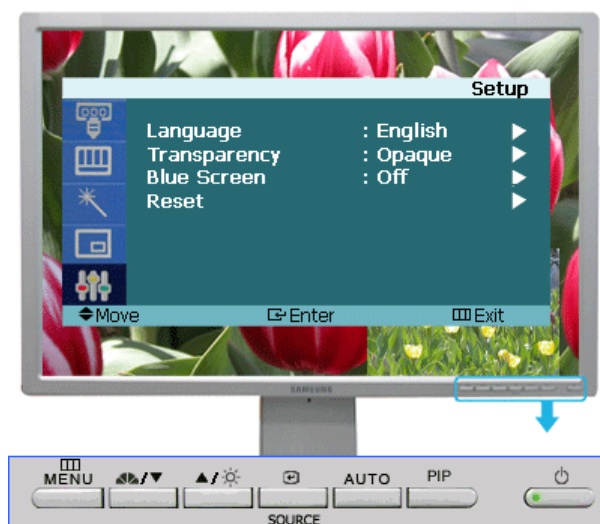 Setup
Language : English
Transparency : Opaque
Blue Screen : Off
Reset
Move Enter Exit
SAMSUNG
MENU AUTO PIP
SOURCE